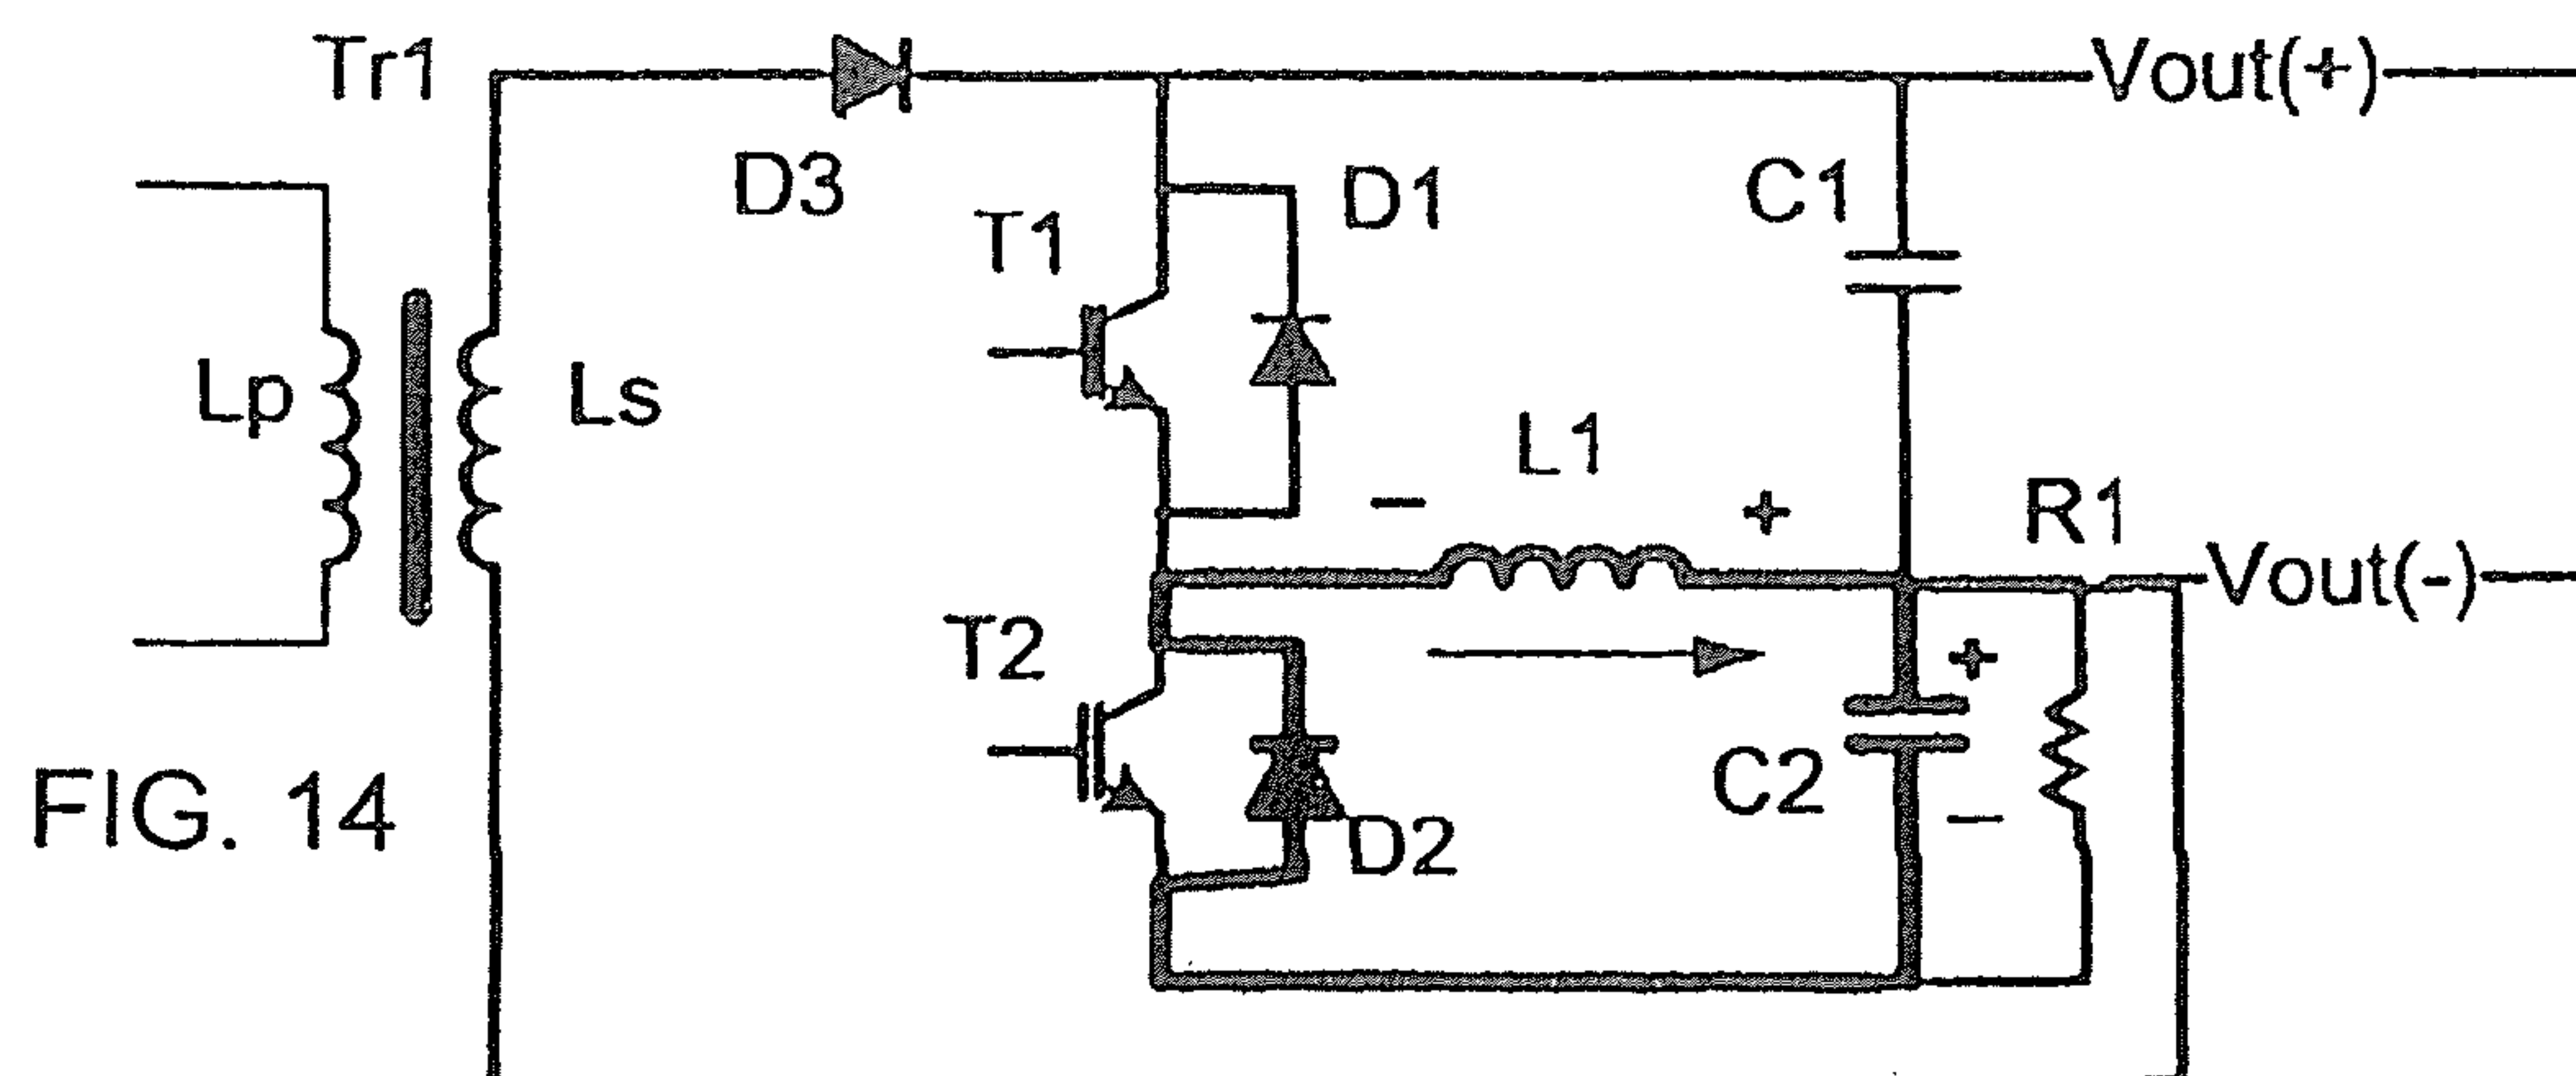 Tr1
Vout(+)
D3
D1
C1
T1
Lp
Ls
L1
− +
R1
Vout(-)
T2
+
C2
−
D2
FIG. 14